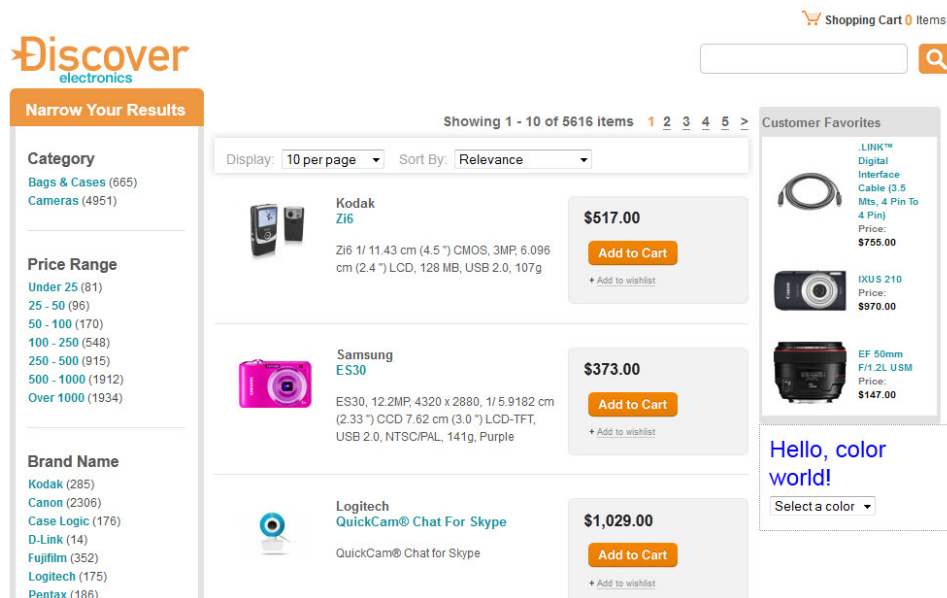 Shopping Cart 0 Items
Discover
electronics
Narrow Your Results
Category
Bags & Cases (665)
Cameras (4951)
Price Range
Under 25 (81)
25 - 50 (96)
50 - 100 (170)
100 - 250 (548)
250 - 500 (915)
500 - 1000 (1912)
Over 1000 (1934)
Brand Name
Kodak (285)
Canon (2306)
Case Logic (176)
D-Link (14)
Fujifilm (352)
Logitech (175)
Pentax (186)
Showing 1 - 10 of 5616 items 1 2 3 4 5 >
Display: 10 per page Sort By: Relevance
Kodak
Zi6
Zi6 1/ 11.43 cm (4.5 ") CMOS, 3MP, 6.096
cm (2.4 ") LCD, 128 MB, USB 2.0, 107g
$517.00
Add to Cart
+ Add to wishlist
Samsung
ES30
ES30, 12.2MP, 4320 x 2880, 1/ 5.9182 cm
(2.33 ") CCD 7.62 cm (3.0 ") LCD-TFT,
USB 2.0, NTSC/PAL, 141g, Purple
$373.00
Add to Cart
+ Add to wishlist
Logitech
QuickCam® Chat For Skype
QuickCam® Chat for Skype
$1,029.00
Add to Cart
+ Add to wishlist
Customer Favorites
.LINK™
Digital
Interface
Cable (3.5
Mts, 4 Pin To
4 Pin)
Price:
$755.00
IXUS 210
Price:
$970.00
EF 50mm
F/1.2L USM
Price:
$147.00
Hello, color
world!
Select a color